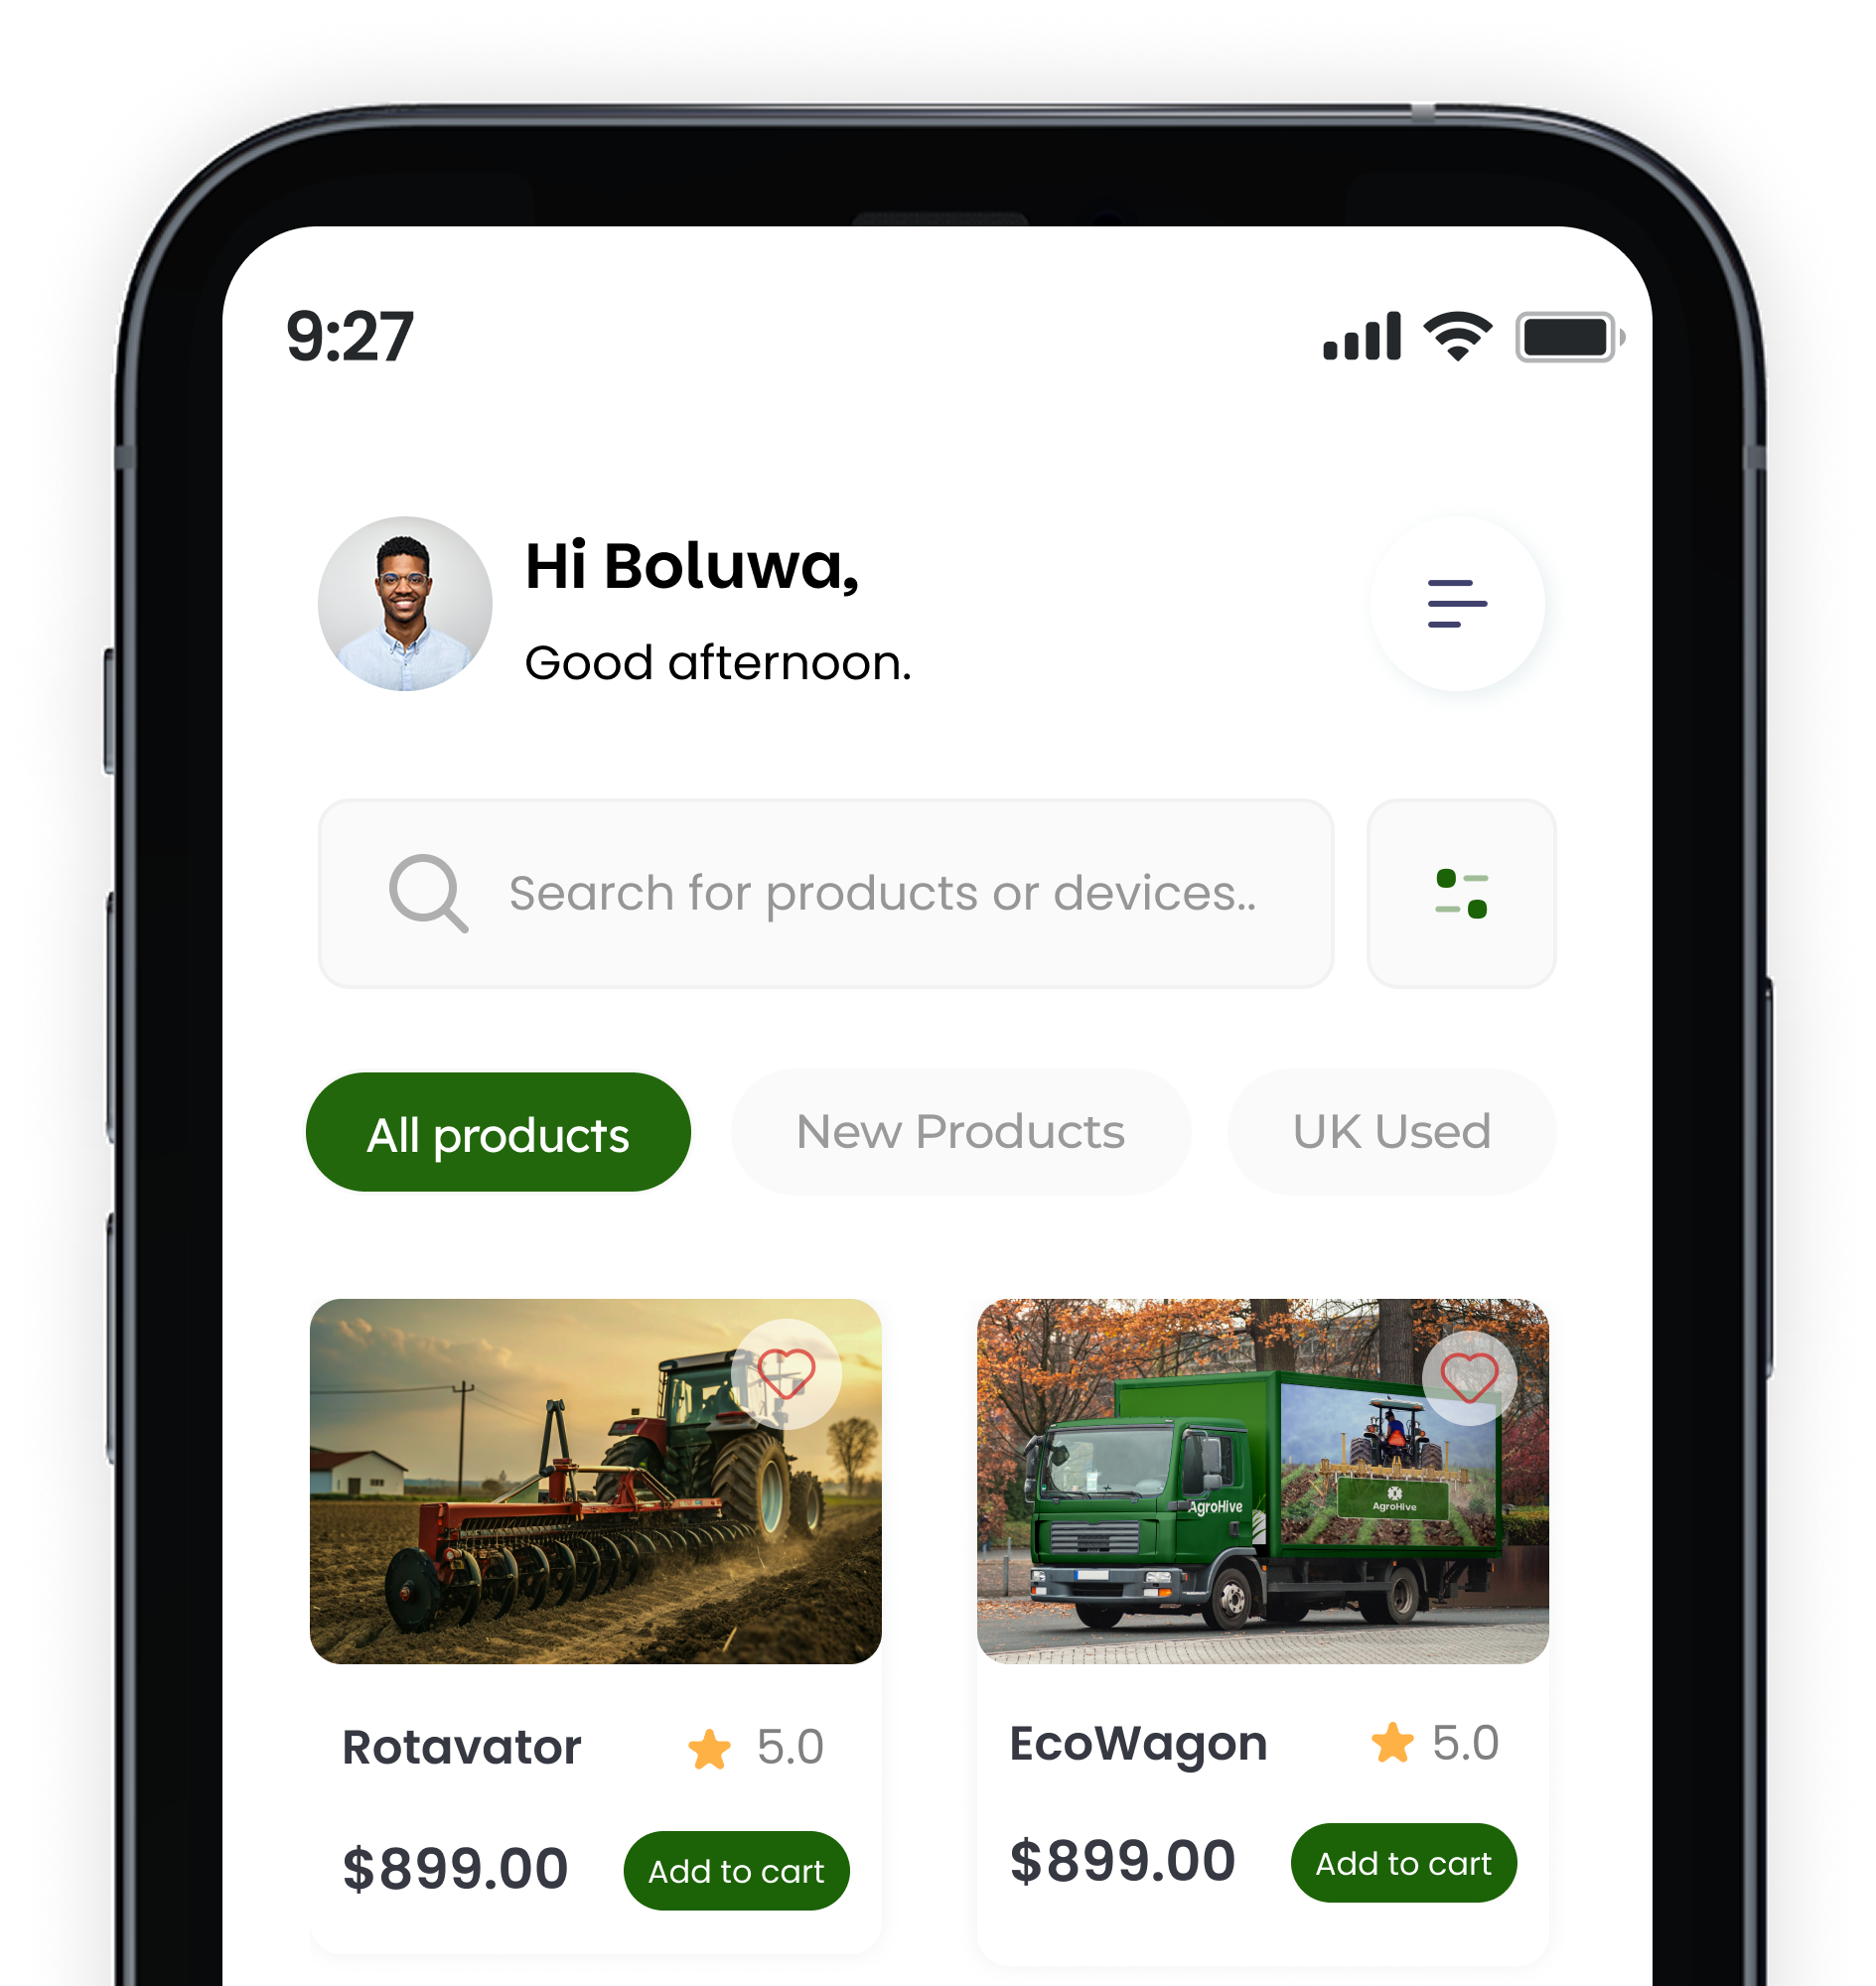 9:27
Hi Boluwa,
Good afternoon.
Search for products or devices..
All products
New Products
UK Used
AgroHive
AgroHive
Rotavator
5.0
EcoWagon
5.0
$899.00
Add to cart
$899.00
Add to cart